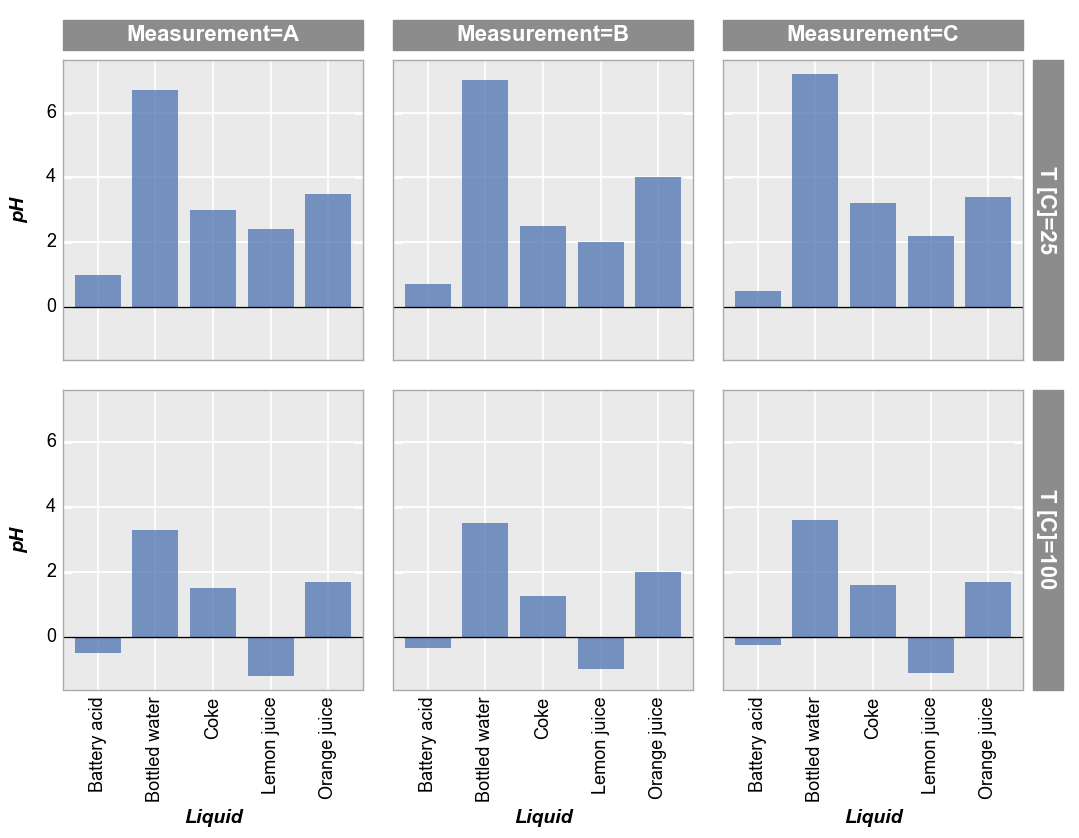 Measurement=A
Measurement=B
Measurement=C
6
4
2
0
pH
T [C]=25
6
4
2
0
pH
T [C]=100
Battery acid
Bottled water
Coke
Lemon juice
Orange juice
Battery acid
Bottled water
Coke
Lemon juice
Orange juice
Battery acid
Bottled water
Coke
Lemon juice
Orange juice
Liquid
Liquid
Liquid